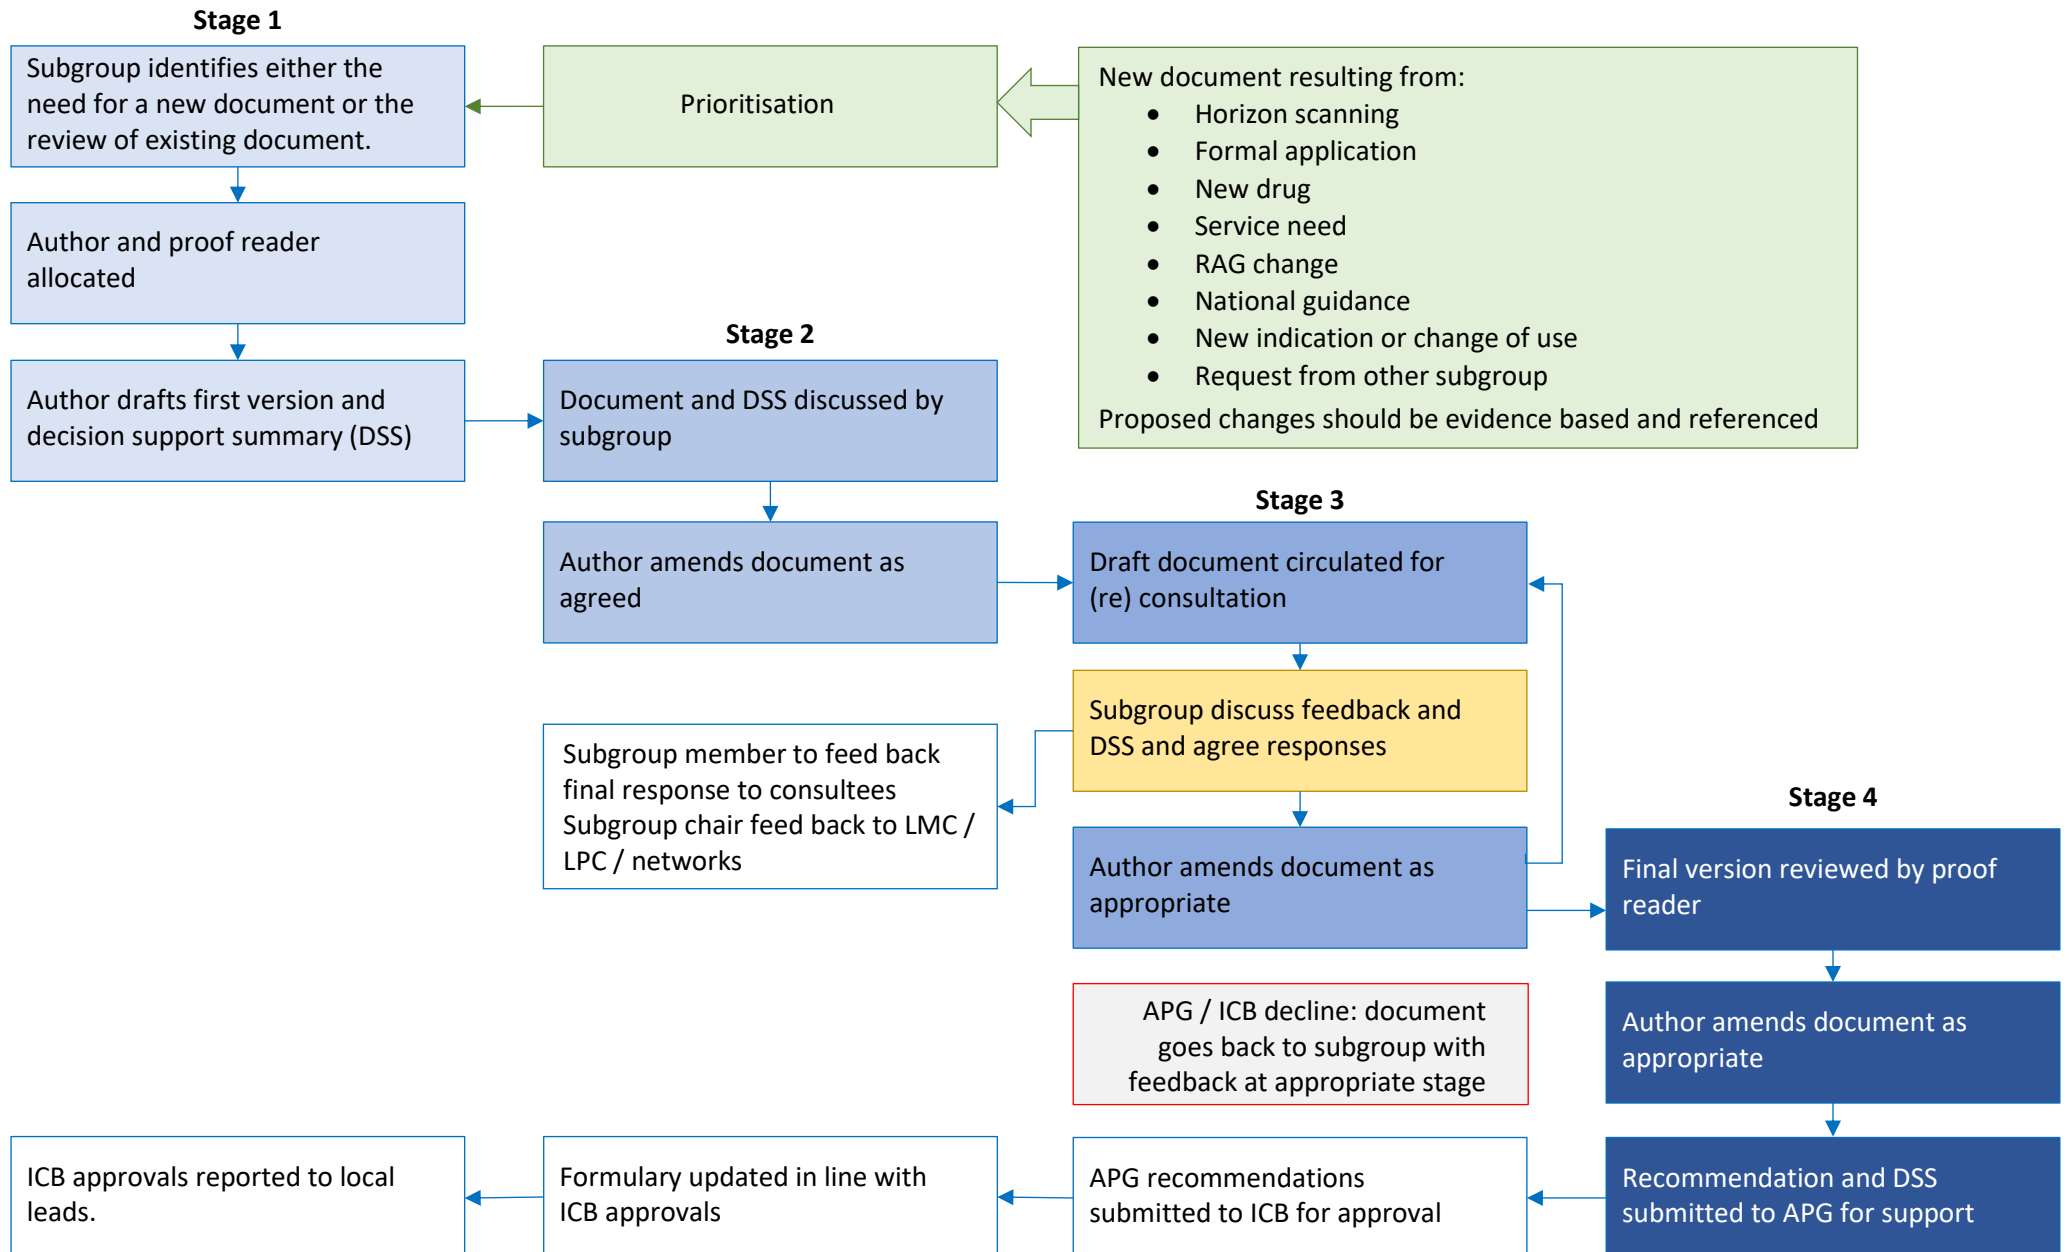 Stage 1
Subgroup identifies either the
need for a new document or the
review of existing document.
Prioritisation
New document resulting from:
• Horizon scanning
• Formal application
• New drug
• Service need
• RAG change
• National guidance
• New indication or change of use
• Request from other subgroup
Proposed changes should be evidence based and referenced
Author and proof reader
allocated
Author drafts first version and
decision support summary (DSS)
Stage 2
Document and DSS discussed by
subgroup
Author amends document as
agreed
Stage 3
Draft document circulated for
(re) consultation
Subgroup discuss feedback and
DSS and agree responses
Subgroup member to feed back
final response to consultees
Subgroup chair feed back to LMC /
LPC / networks
Author amends document as
appropriate
Stage 4
Final version reviewed by proof
reader
Author amends document as
appropriate
APG / ICB decline: document
goes back to subgroup with
feedback at appropriate stage
Recommendation and DSS
submitted to APG for support
APG recommendations
submitted to ICB for approval
Formulary updated in line with
ICB approvals
ICB approvals reported to local
leads.